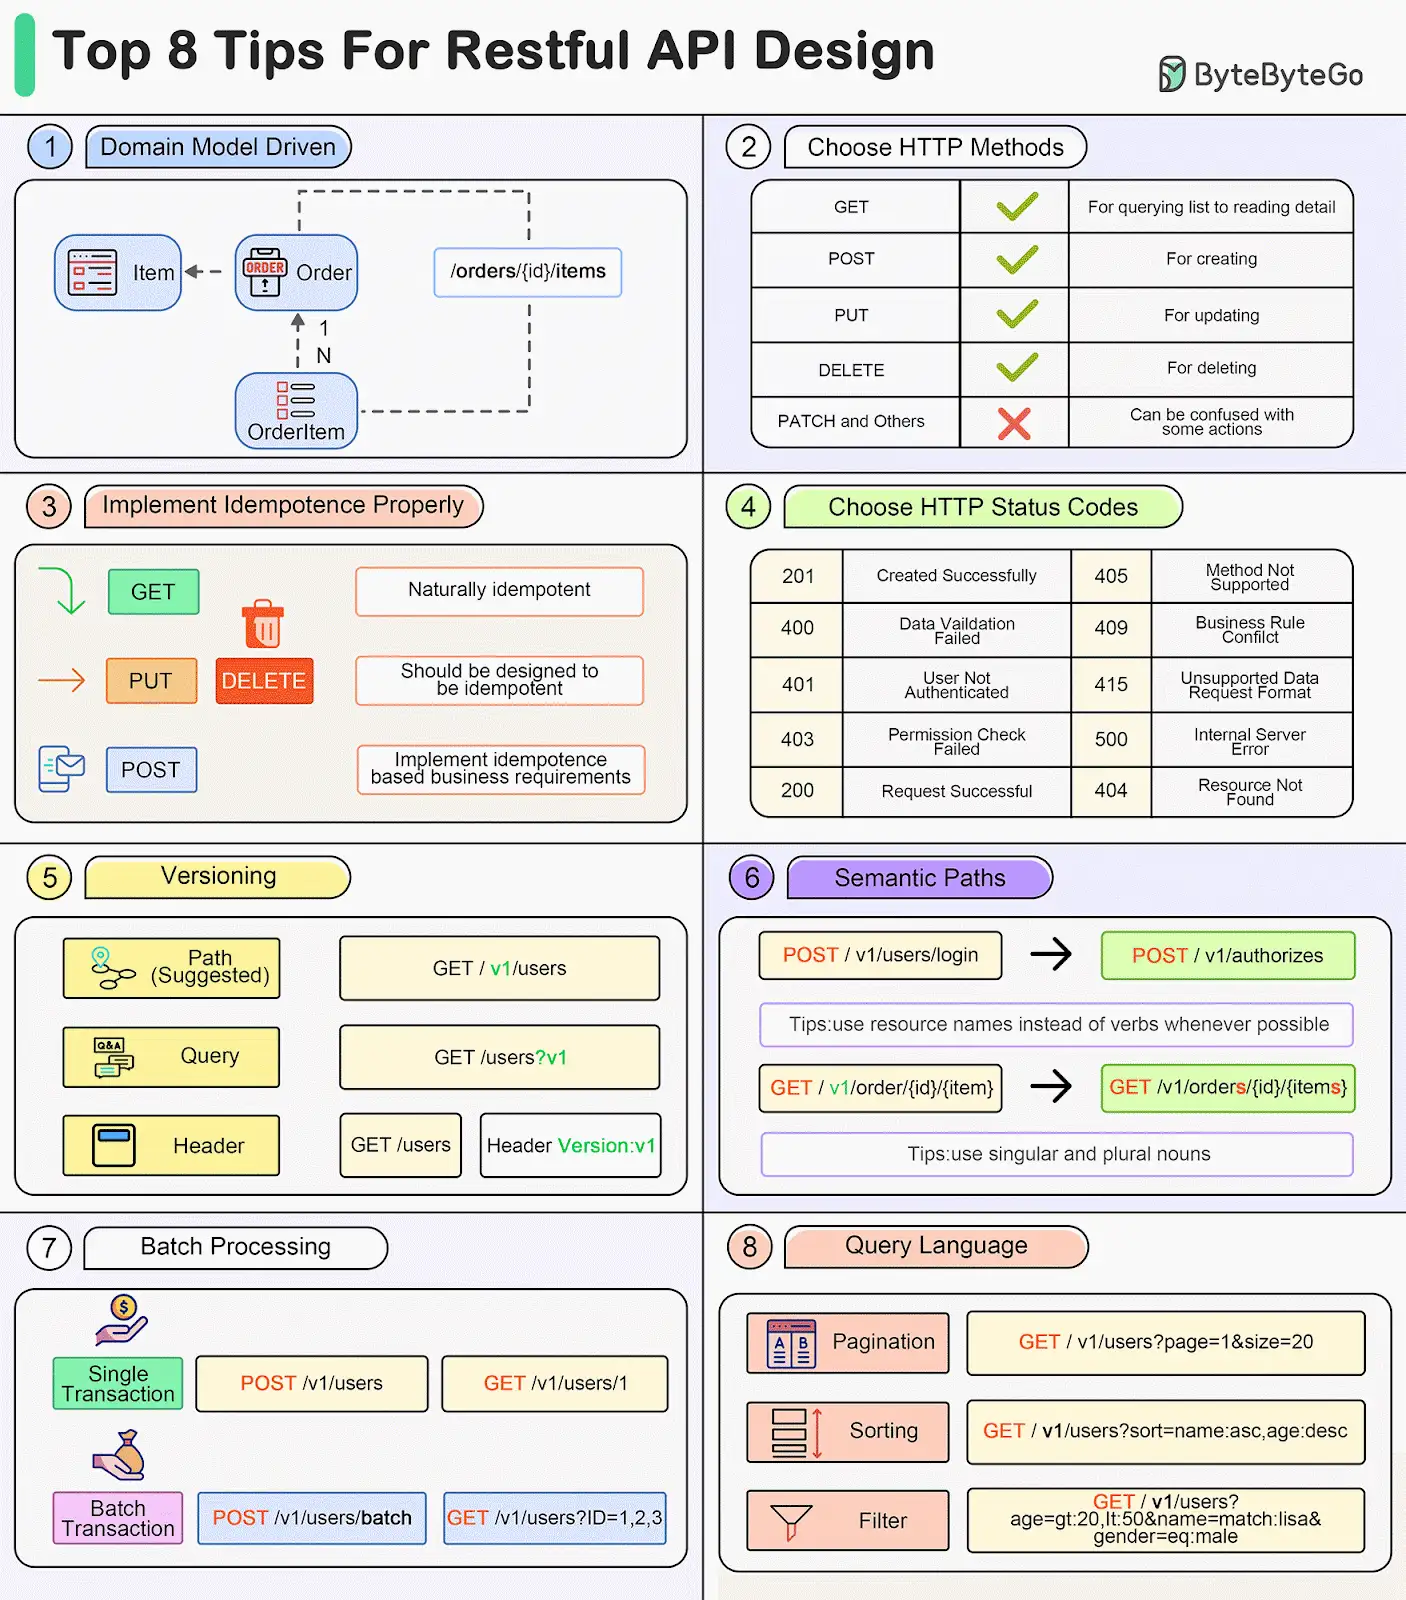 Top 8 Tips For Restful API Design
ByteByteGo
1 Domain Model Driven
Item
ORDER
Order
/orders/{id}/items
1
N
OrderItem
2 Choose HTTP Methods
GET For querying list to reading detail
POST For creating
PUT For updating
DELETE For deleting
PATCH and Others
Can be confused with
some actions
3 Implement Idempotence Properly
GET
Naturally idempotent
PUT
DELETE
Should be designed to
be idempotent
POST
Implement idempotence
based business requirements
4 Choose HTTP Status Codes
201
Created Successfully
405
Method Not
Supported
400
Data Vaildation
Failed
409
Business Rule
Confilct
401
User Not
Authenticated
415
Unsupported Data
Request Format
403
Permission Check
Failed
500
Internal Server
Error
200
Request Successful
404
Resource Not
Found
5 Versioning
Path
(Suggested)
GET / v1/users
Q&A
Query
GET /users?v1
Header
GET /users
Header Version:v1
6 Semantic Paths
POST / v1/users/login
POST / v1/authorizes
Tips:use resource names instead of verbs whenever possible
GET / v1/order/{id}/{item}
GET /v1/orders/{id}/{items}
Tips:use singular and plural nouns
7 Batch Processing
$
Single
Transaction
POST /v1/users
GET /v1/users/1
Batch
Transaction
POST /v1/users/batch
GET /v1/users?ID=1,2,3
8 Query Language
A B
Pagination
GET / v1/users?page=1&size=20
Sorting
GET / v1/users?sort=name:asc,age:desc
Filter
GET / v1/users?
age=gt:20,lt:50&name=match:lisa&
gender=eq:male